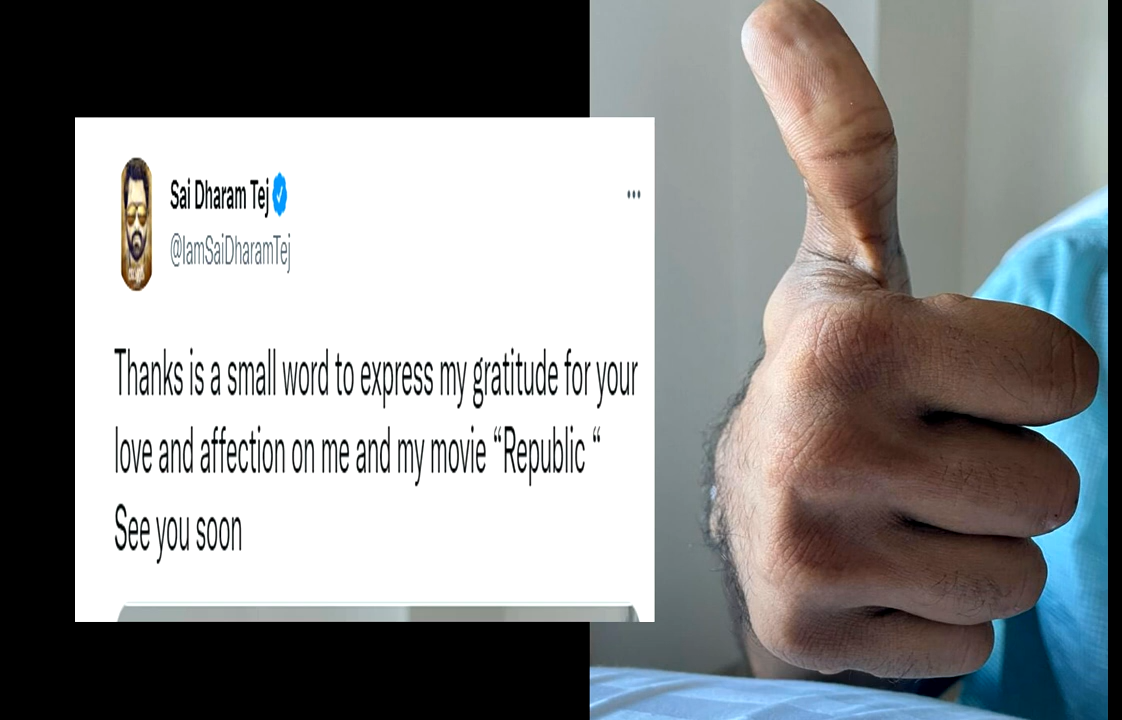 Sai Dharam Tej
@IamSaiDharamTej
Thanks is a small word to express my gratitude for your
love and affection on me and my movie “Republic “
See you soon